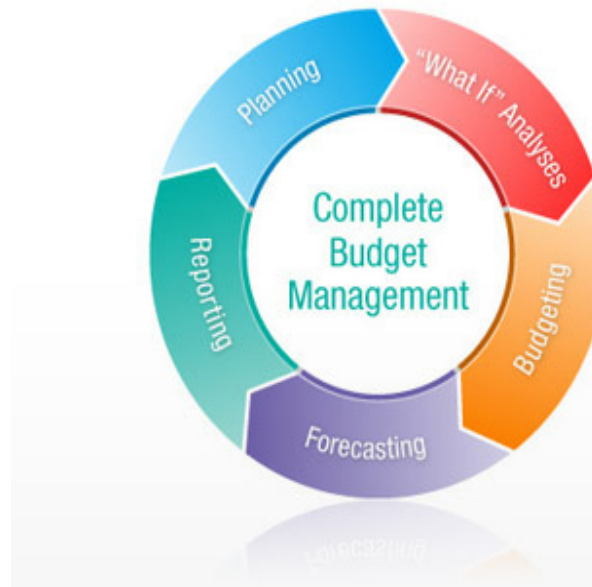 Planning
"What If" Analyses
Budgeting
Forecasting
Reporting
Complete
Budget
Management